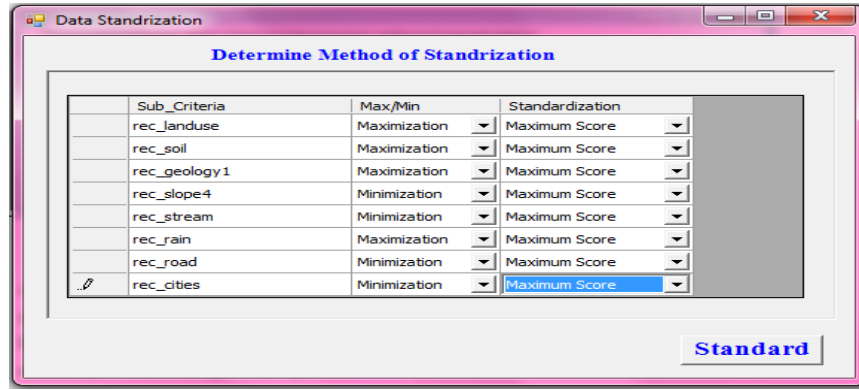 Data Standrization
Determine Method of Standrization
Sub_Criteria Max/Min Standardization
rec_landuse Maximization Maximum Score
rec_soil Maximization Maximum Score
rec_geology1 Maximization Maximum Score
rec_slope4 Minimization Maximum Score
rec_stream Minimization Maximum Score
rec_rain Maximization Maximum Score
rec_road Minimization Maximum Score
rec_cities Minimization Maximum Score
Standard